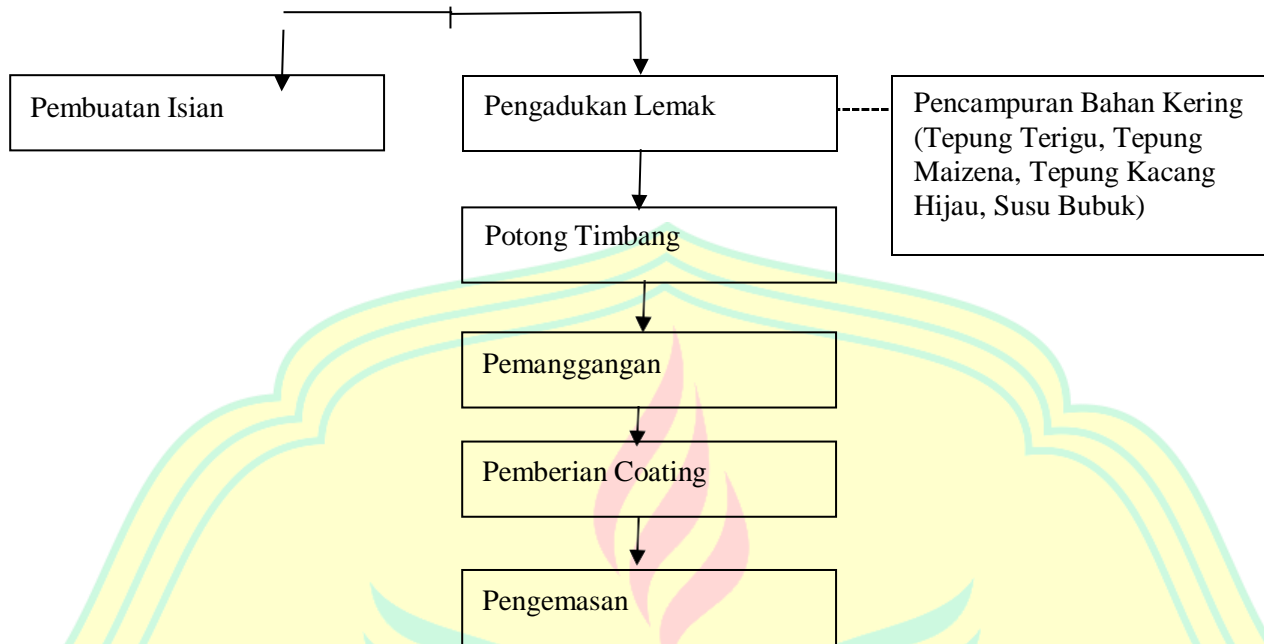 Pembuatan Isian
Pengadukan Lemak
Pencampuran Bahan Kering
(Tepung Terigu, Tepung
Maizena, Tepung Kacang
Hijau, Susu Bubuk)
Potong Timbang
Pemanggangan
Pemberian Coating
Pengemasan